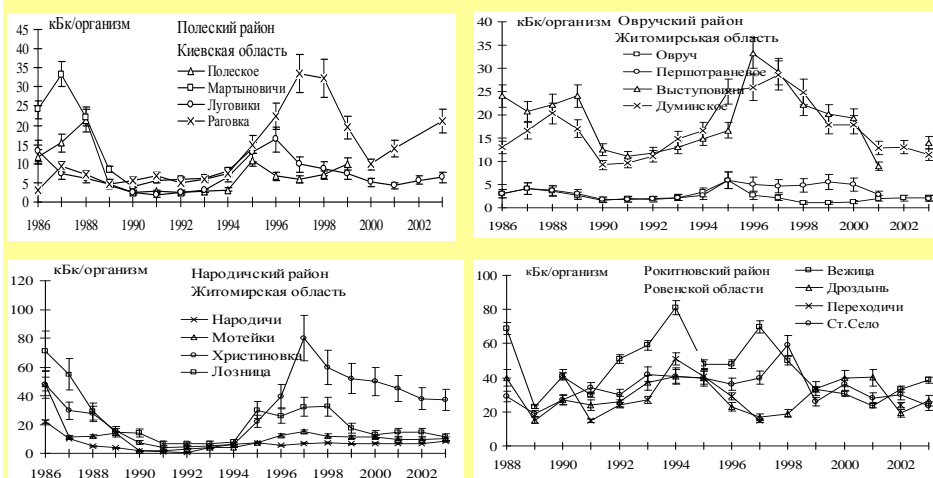 кБк/организм
Полеский район
Киевская область
Полеское
Мартыновичи
Луговики
Раговка
45
40
35
30
25
20
15
10
5
0
1986 1988 1990 1992 1994 1996 1998 2000 2002
кБк/организм Овручский район
Житомирськая область
Овруч
Першотравневое
Выступовичи
Думинское
40
35
30
25
20
15
10
5
0
1986 1988 1990 1992 1994 1996 1998 2000 2002
кБк/организм
Народичский район
Житомирская область
Народичи
Мотейки
Христиновка
Лозница
120
100
80
60
40
20
0
1986 1988 1990 1992 1994 1996 1998 2000 2002
кБк/организм
Рокитновский район
Ровенской области
Вежица
Дроздынь
Переходичи
Ст.Село
100
80
60
40
20
0
1988 1990 1992 1994 1996 1998 2000 2002